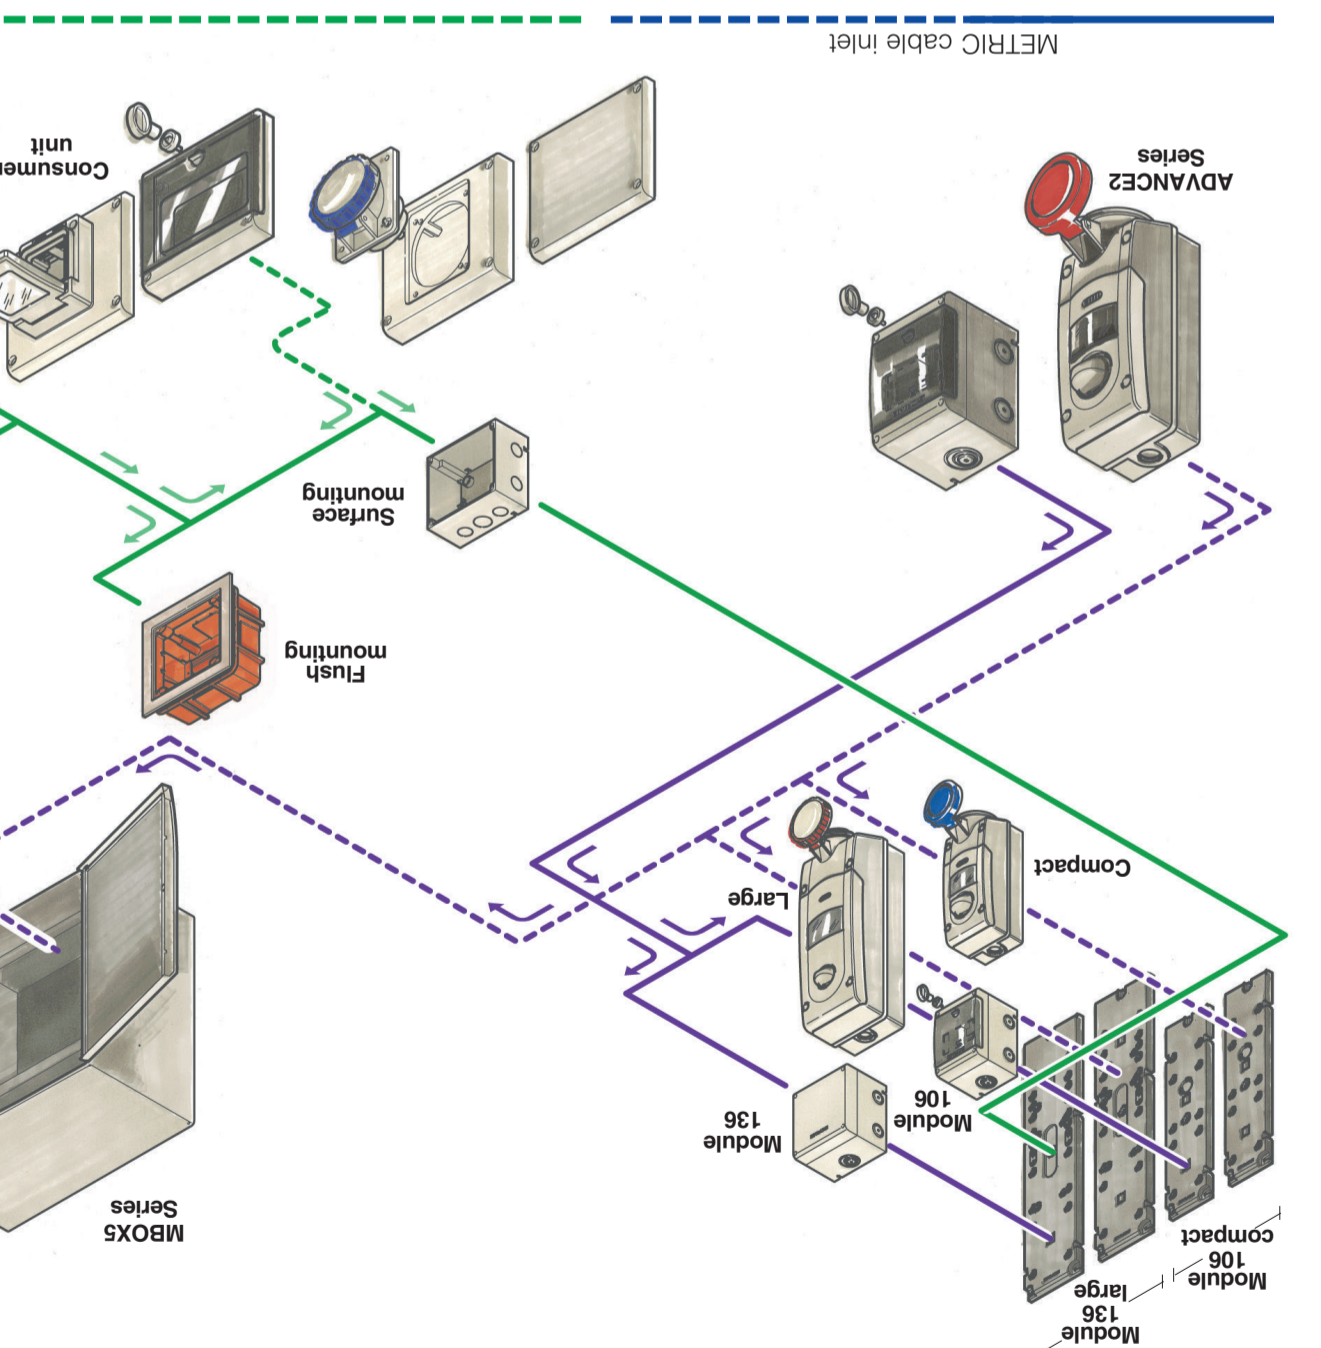 Module
136
large
Module
106
compact
MBOX5
Series
Module
136
Module
106
Large
Compact
Flush
mounting
Surface
mounting
ADVANCE2
Series
Consume
unit
METRIC cable inlet